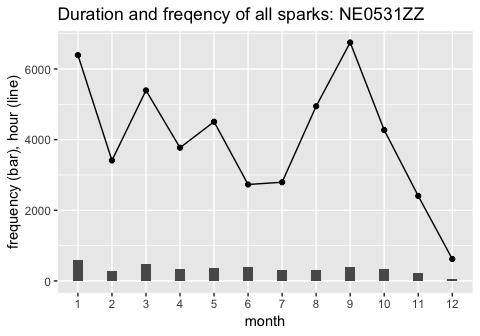 Duration and freqency of all sparks: NE0531ZZ
frequency (bar), hour (line)
6000
4000
2000
0
1 2 3 4 5 6 7 8 9 10 11 12
month